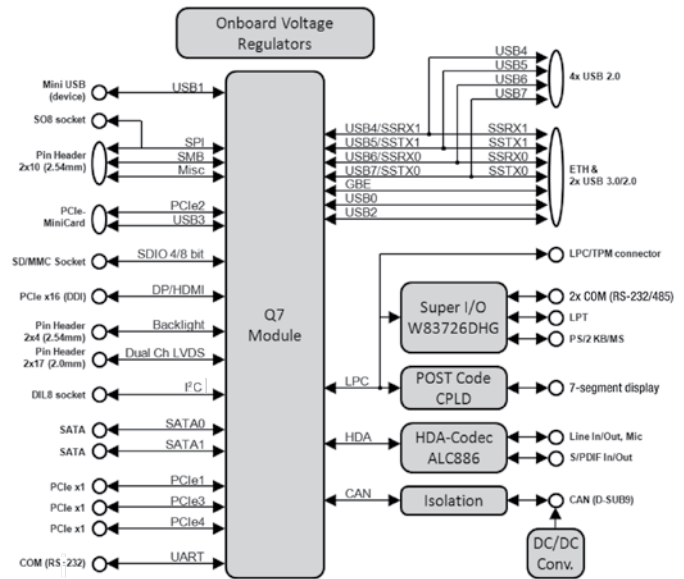 Onboard Voltage
Regulators
Mini USB
(device)
USB1
SO8 socket
SPI
Pin Header
2x10 (2.54mm)
SMB
Misc
PCIe-
MiniCard
PCIe2
USB3
SD/MMC Socket
SDIO 4/8 bit
PCIe x16 (DDI)
DP/HDMI
Pin Header
2x4 (2.54mm)
Backlight
Pin Header
2x17 (2.0mm)
Dual Ch LVDS
DIL8 socket
I²C
SATA
SATA0
SATA
SATA1
PCIe x1
PCIe1
PCIe x1
PCIe3
PCIe x1
PCIe4
COM (RS-232)
UART
Q7
Module
USB4
USB5
USB6
USB7
4x USB 2.0
USB4/SSRX1
SSRX1
USB5/SSTX1
SSTX1
USB6/SSRX0
SSRX0
USB7/SSTX0
SSTX0
GBE
USB0
USB2
ETH &
2x USB 3.0/2.0
LPC/TPM connector
Super I/O
W83726DHG
2x COM (RS-232/485)
LPT
PS/2 KB/MS
LPC
POST Code
CPLD
7-segment display
HDA
HDA-Codec
ALC886
Line In/Out, Mic
S/PDIF In/Out
CAN
Isolation
CAN (D-SUB9)
DC/DC
Conv.